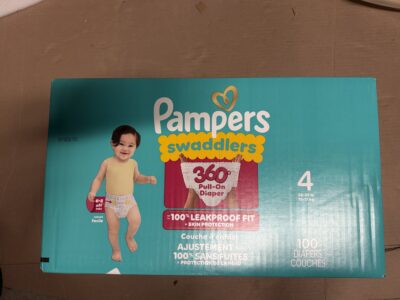 Pampers
swaddlers
360°
Pull-On
Diaper
100% LEAKPROOF FIT
+ SKIN PROTECTION
Couche à enfiler
AJUSTEMENT
100% SANS FUITES
4
100
DIAPERS
COUCHES